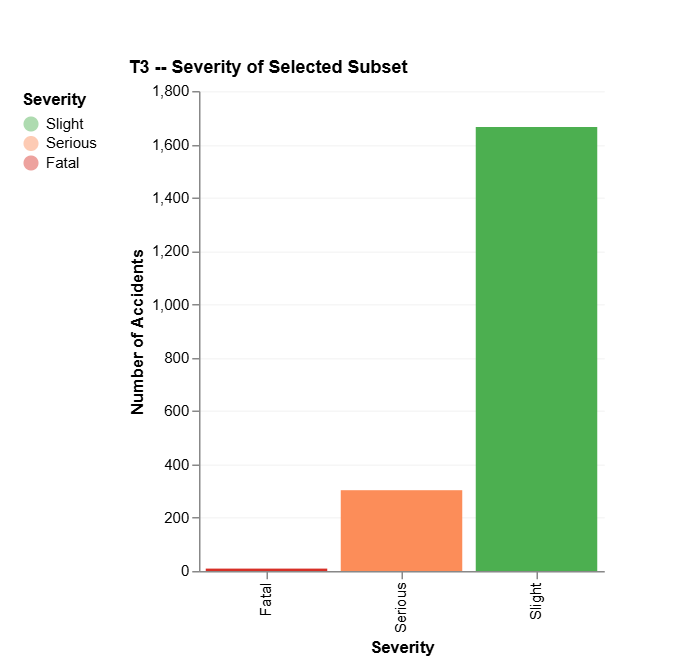 T3 -- Severity of Selected Subset
Severity
Slight
Serious
Fatal
Number of Accidents
1,800
1,600
1,400
1,200
1,000
800
600
400
200
0
Fatal
Serious
Slight
Severity